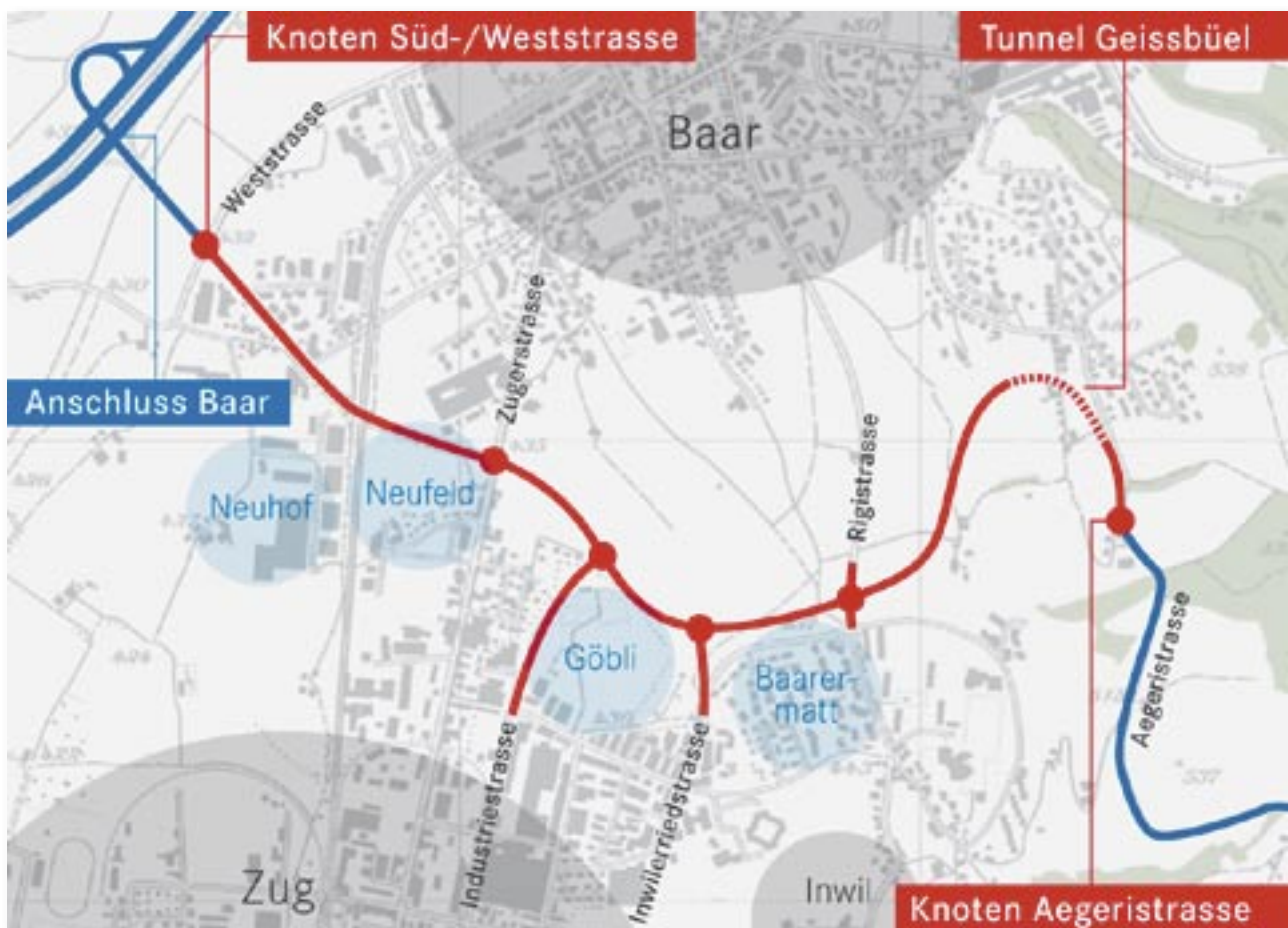 Knoten Süd-/Weststrasse
Tunnel Geissbüel
Baar
Weststrasse
Zugerstrasse
Anschluss Baar
Rigistrasse
Neuhof
Neufeld
Göbli
Baarer-
matt
Aegeristrasse
Industriestrasse
Inwilerriedstrasse
Zug
Inwil
Knoten Aegeristrasse
537